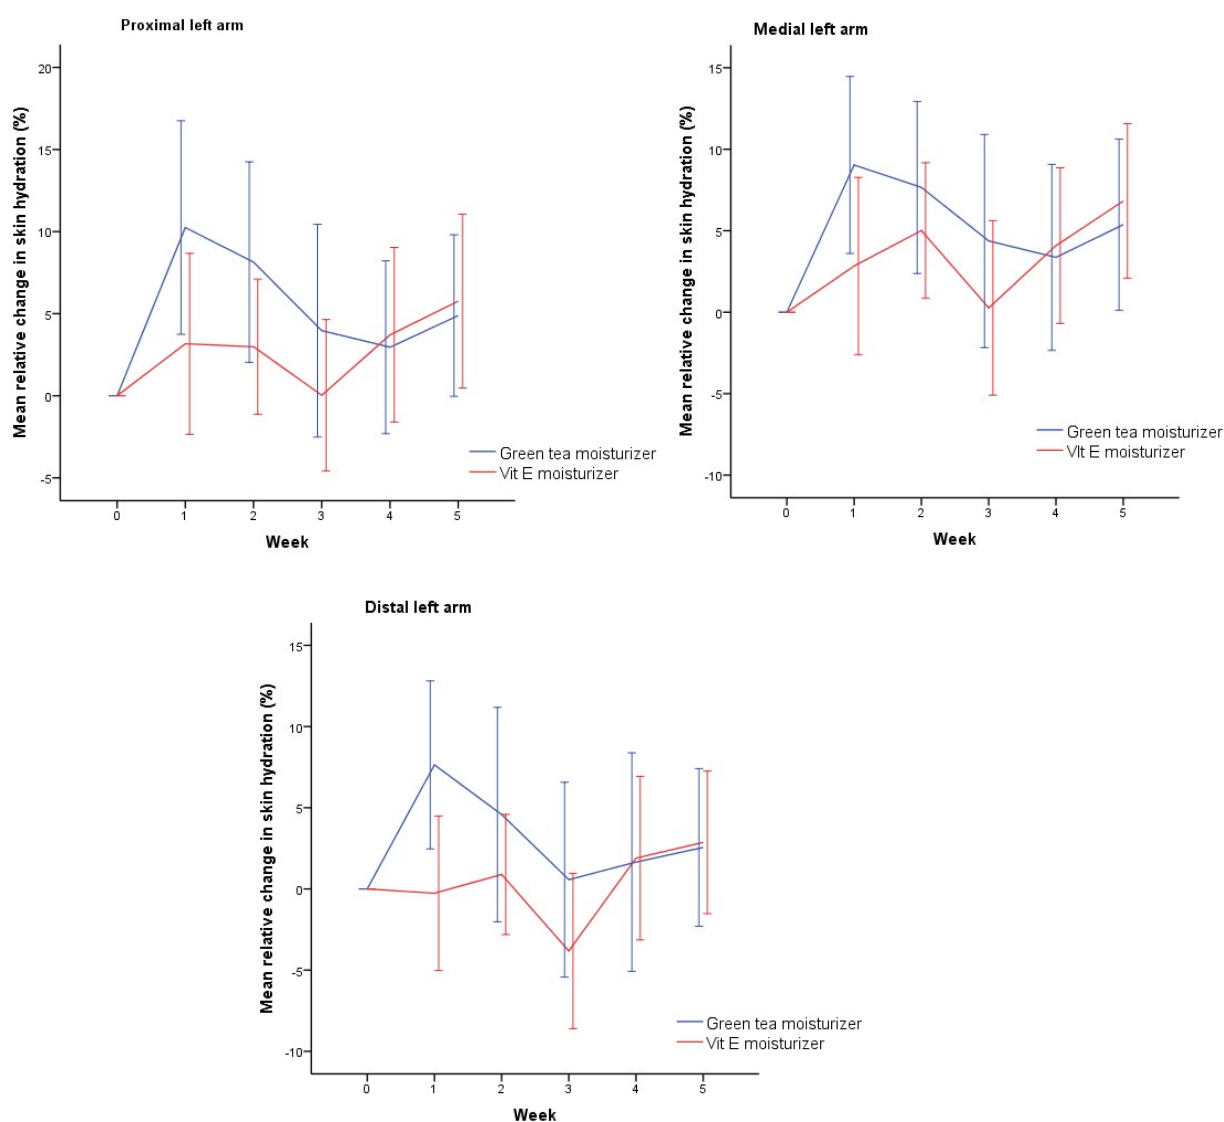 Proximal left arm
Mean relative change in skin hydration (%)
20
15
10
5
0
-5
0 1 2 3 4 5
Week
Green tea moisturizer
Vit E moisturizer
Medial left arm
Mean relative change in skin hydration (%)
15
10
5
0
-5
-10
0 1 2 3 4 5
Week
Green tea moisturizer
VIt E moisturizer
Distal left arm
Mean relative change in skin hydration (%)
15
10
5
0
-5
-10
0 1 2 3 4 5
Week
Green tea moisturizer
Vit E moisturizer